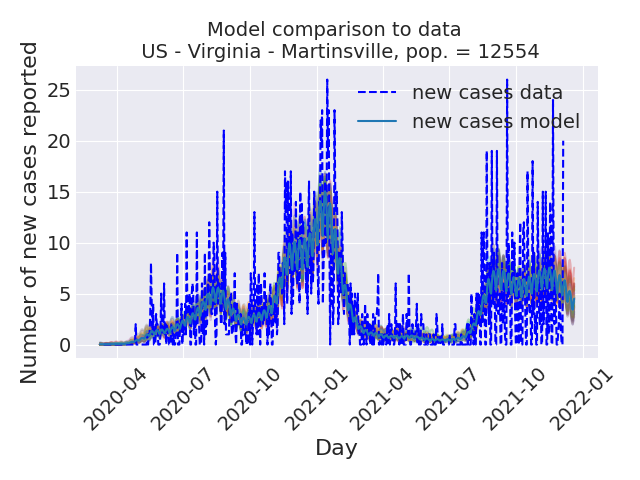 Model comparison to data
US - Virginia - Martinsville, pop. = 12554
Number of new cases reported
25
20
15
10
5
0
new cases data
new cases model
2020-04
2020-07
2020-10
2021-01
2021-04
2021-07
2021-10
2022-01
Day